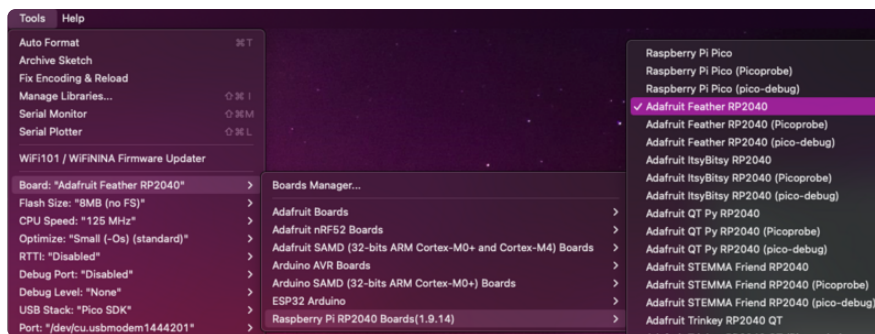 Tools Help
Auto Format ⌘T
Archive Sketch
Fix Encoding & Reload
Manage Libraries... ⇧⌘I
Serial Monitor ⇧⌘M
Serial Plotter ⇧⌘L
WiFi101 / WiFiNINA Firmware Updater
Board: "Adafruit Feather RP2040"
Flash Size: "8MB (no FS)"
CPU Speed: "125 MHz"
Optimize: "Small (-Os) (standard)"
RTTI: "Disabled"
Debug Port: "Disabled"
Debug Level: "None"
USB Stack: "Pico SDK"
Port: "/dev/cu.usbmodem1444201"
Boards Manager...
Adafruit Boards
Adafruit nRF52 Boards
Adafruit SAMD (32-bits ARM Cortex-M0+ and Cortex-M4) Boards
Arduino AVR Boards
Arduino SAMD (32-bits ARM Cortex-M0+) Boards
ESP32 Arduino
Raspberry Pi RP2040 Boards(1.9.14)
Raspberry Pi Pico
Raspberry Pi Pico (Picoprobe)
Raspberry Pi Pico (pico-debug)
✓ Adafruit Feather RP2040
Adafruit Feather RP2040 (Picoprobe)
Adafruit Feather RP2040 (pico-debug)
Adafruit ItsyBitsy RP2040
Adafruit ItsyBitsy RP2040 (Picoprobe)
Adafruit ItsyBitsy RP2040 (pico-debug)
Adafruit QT Py RP2040
Adafruit QT Py RP2040 (Picoprobe)
Adafruit QT Py RP2040 (pico-debug)
Adafruit STEMMA Friend RP2040
Adafruit STEMMA Friend RP2040 (Picoprobe)
Adafruit STEMMA Friend RP2040 (pico-debug)
Adafruit Trinkey RP2040 QT